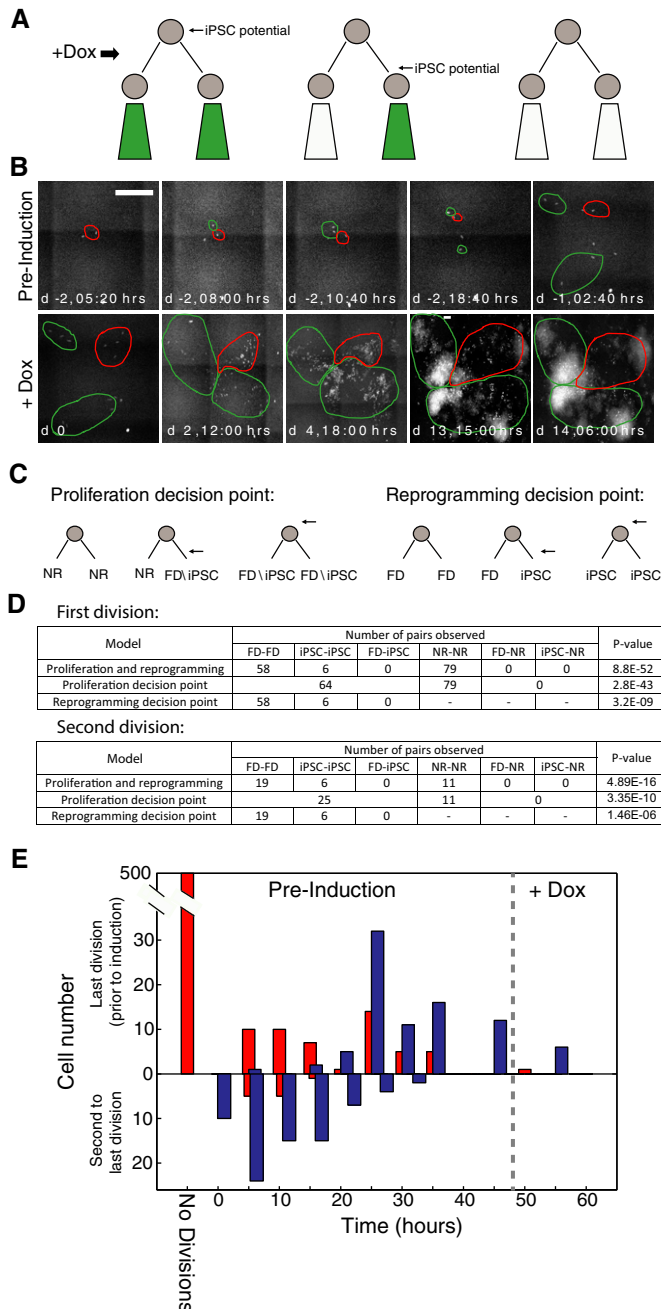 A
iPSC potential
+Dox
iPSC potential
B
Pre-Induction
d -2,05:20 hrs
d -2,08:00 hrs
d -2,10:40 hrs
d -2,18:40 hrs
d -1,02:40 hrs
+ Dox
d 0
d 2,12:00 hrs
d 4,18:00 hrs
d 13,15:00 hrs
d 14,06:00 hrs
C
Proliferation decision point:
Reprogramming decision point:
NR NR NR FD\iPSC FD\iPSC FD\iPSC FD FD FD iPSC iPSC iPSC
D
First division:
Model Number of pairs observed P-value
FD-FD iPSC-iPSC FD-iPSC NR-NR FD-NR iPSC-NR
Proliferation and reprogramming 58 6 0 79 0 0 8.8E-52
Proliferation decision point 64 79 0 2.8E-43
Reprogramming decision point 58 6 0 - - - 3.2E-09
Second division:
Model Number of pairs observed P-value
FD-FD iPSC-iPSC FD-iPSC NR-NR FD-NR iPSC-NR
Proliferation and reprogramming 19 6 0 11 0 0 4.89E-16
Proliferation decision point 25 11 0 3.35E-10
Reprogramming decision point 19 6 0 - - - 1.46E-06
E
500
Pre-Induction
+ Dox
30
20
10
0
10
20
Cell number
Last division
(prior to induction)
Second to
last division
No Divisions
0 10 20 30 40 50 60
Time (hours)